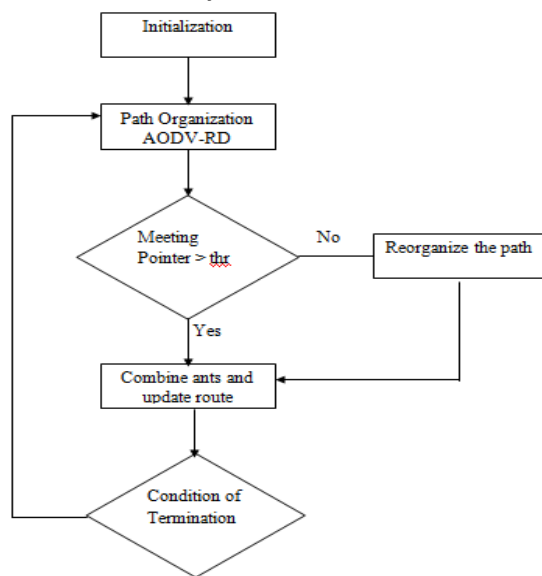 Initialization
Path Organization
AODV-RD
Meeting
Pointer > thr
No
Reorganize the path
Yes
Combine ants and
update route
Condition of
Termination